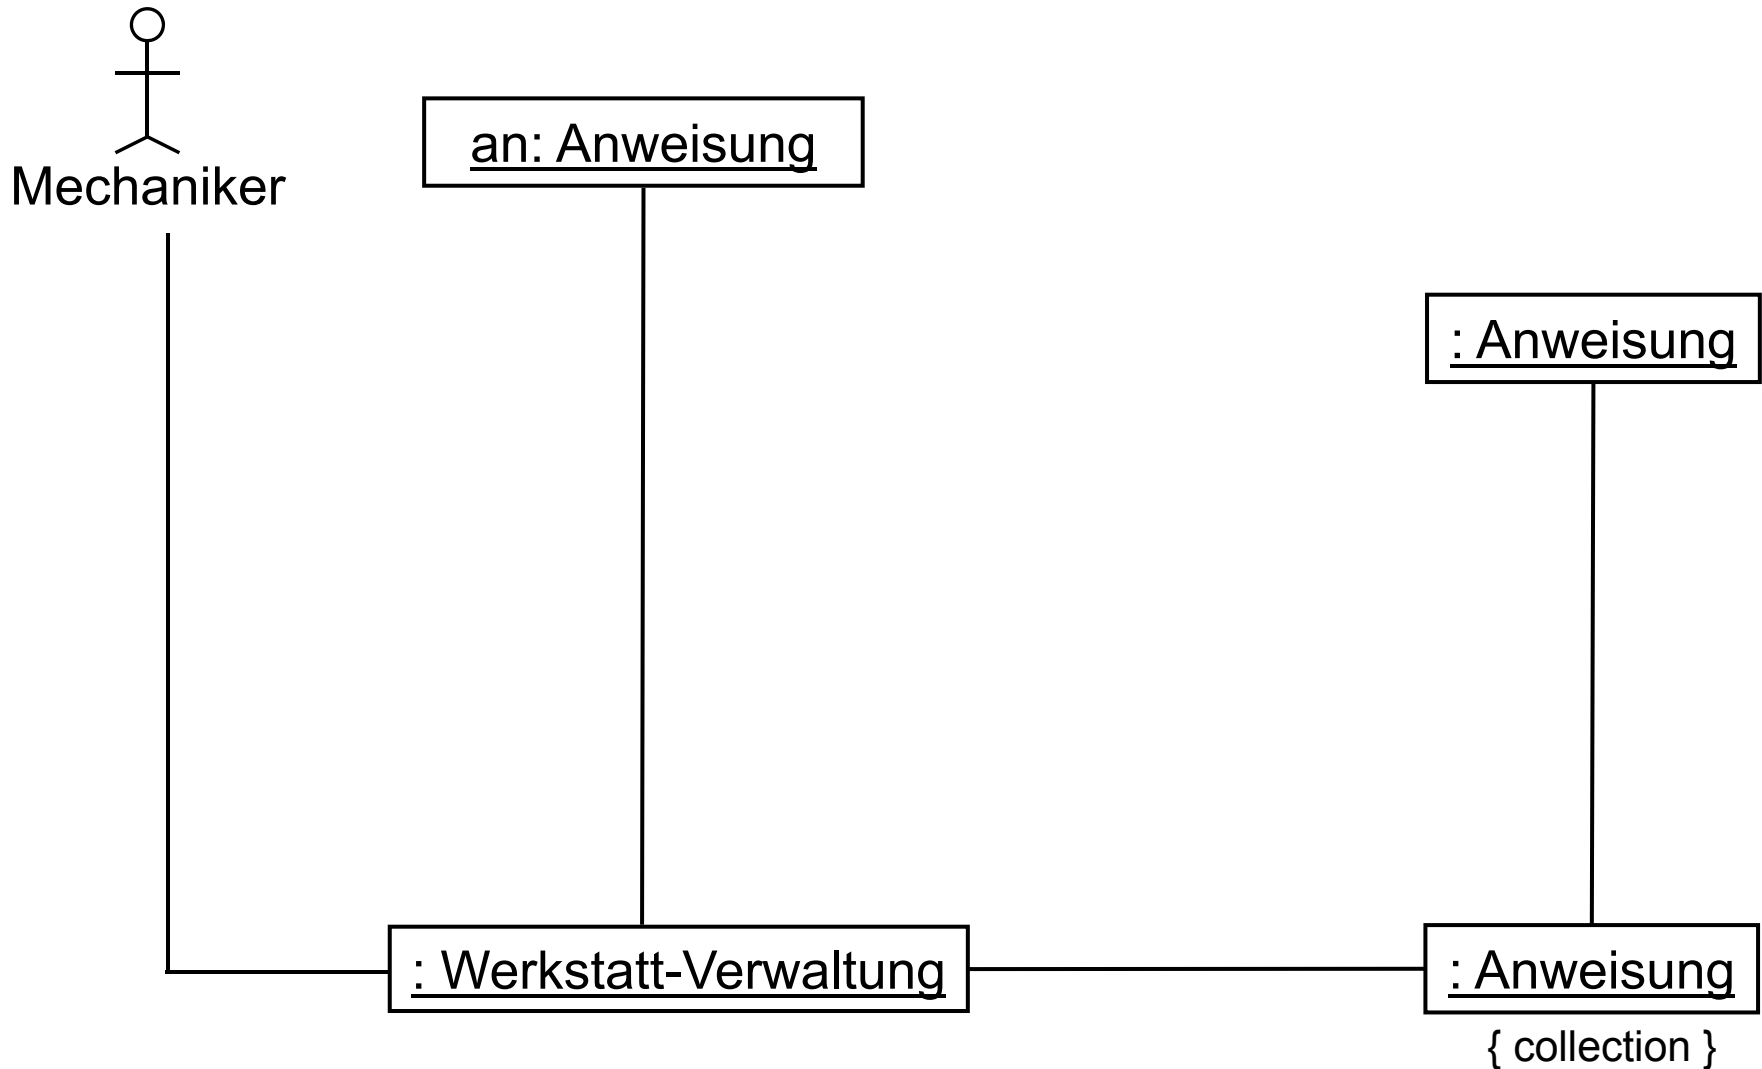 Mechaniker
an: Anweisung
: Anweisung
: Werkstatt-Verwaltung
: Anweisung
{ collection }